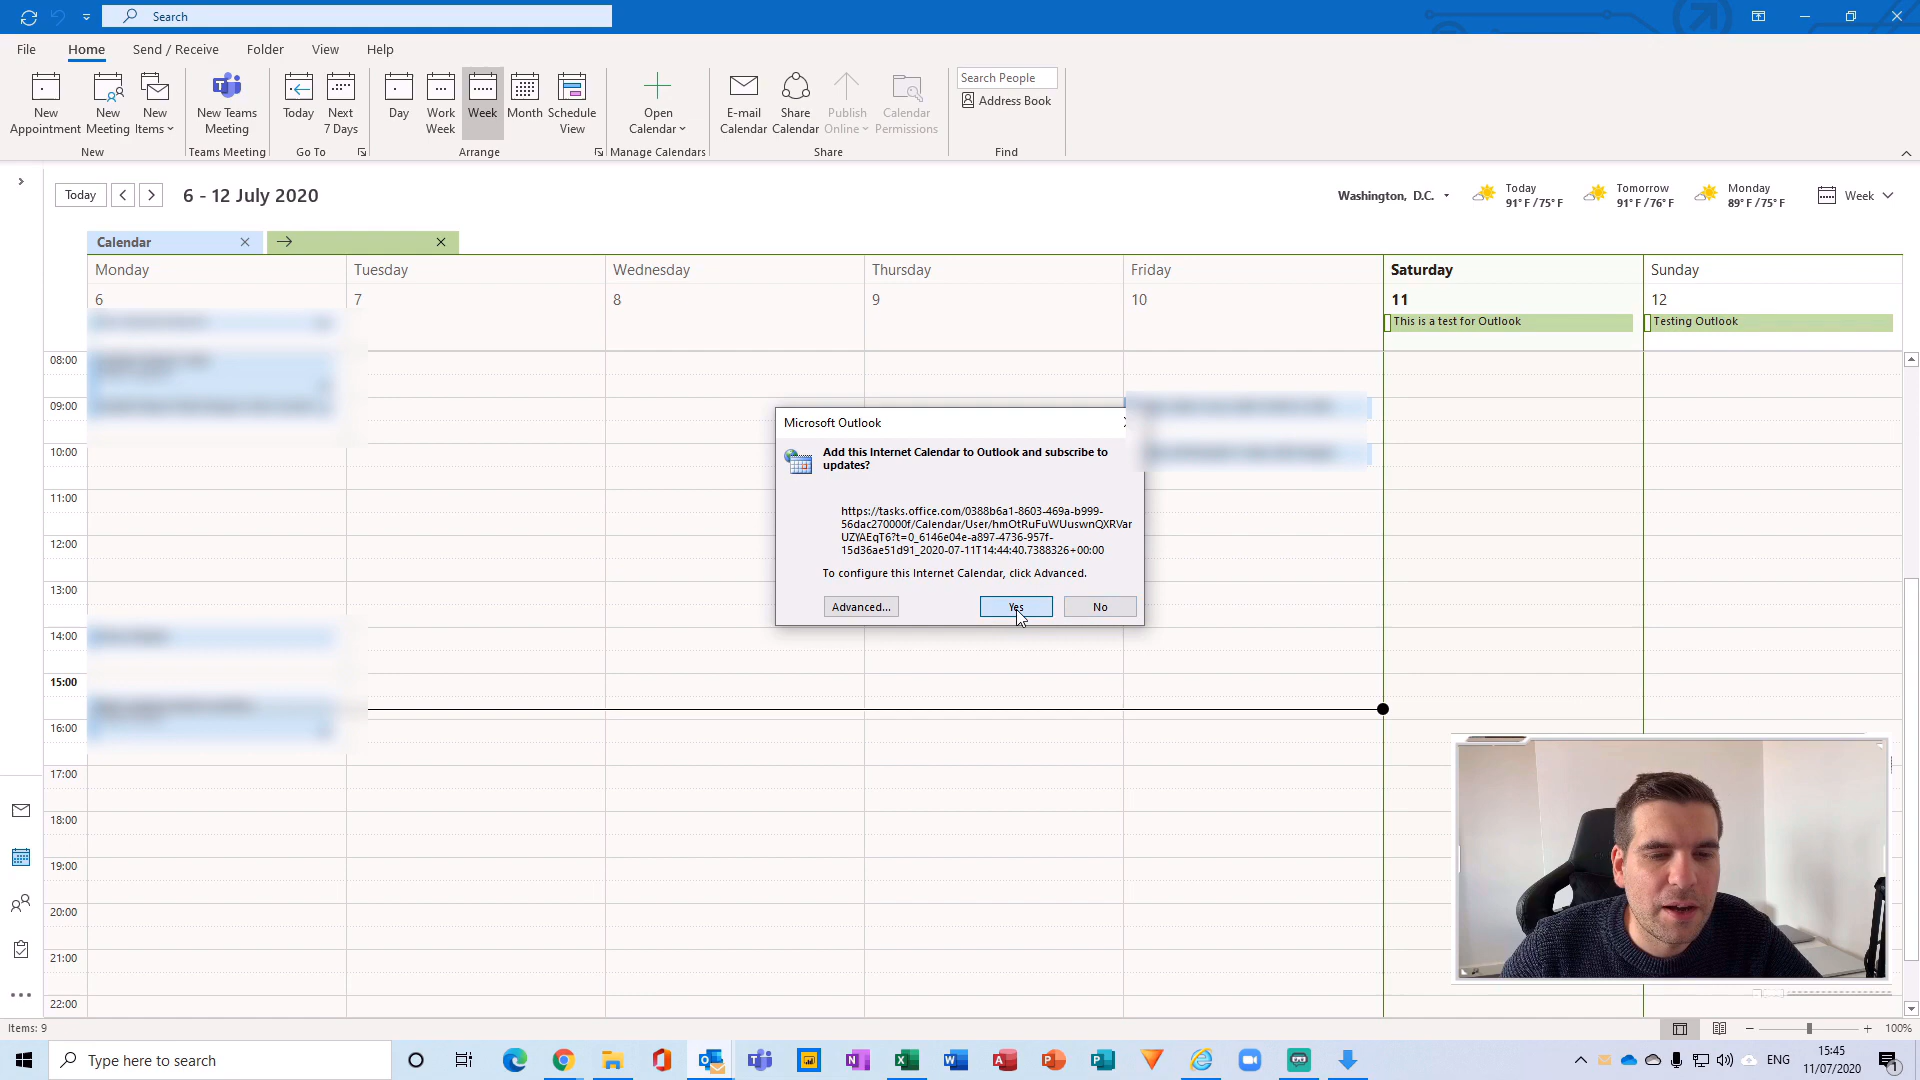 Search
File Home Send / Receive Folder View Help
New Appointment
New Meeting
New Items
New
New Teams Meeting
Teams Meeting
Today
Next 7 Days
Go To
Day
Work Week
Week
Month
Schedule View
Arrange
Open Calendar
Manage Calendars
E-mail Calendar
Share Calendar
Publish Online
Calendar Permissions
Share
Search People
Address Book
Find
Today
6 - 12 July 2020
Washington, D.C.
Today
91° F / 75° F
Tomorrow
91° F / 76° F
Monday
89° F / 75° F
Week
Calendar
Monday Tuesday Wednesday Thursday Friday Saturday Sunday
6 7 8 9 10 11 12
This is a test for Outlook
Testing Outlook
08:00
09:00
10:00
11:00
12:00
13:00
14:00
15:00
16:00
17:00
18:00
19:00
20:00
21:00
22:00
Microsoft Outlook
Add this Internet Calendar to Outlook and subscribe to
updates?
https://tasks.office.com/0388b6a1-8603-469a-b999-
56dac270000f/Calendar/User/hmOtRuFuWUuswnQXRVar
UZYAEqT6?t=0_6146e04e-a897-4736-957f-
15d36ae51d91_2020-07-11T14:44:40.7388326+00:00
To configure this Internet Calendar, click Advanced.
Advanced... Yes No
Items: 9
100%
Type here to search
ENG
15:45
11/07/2020
1